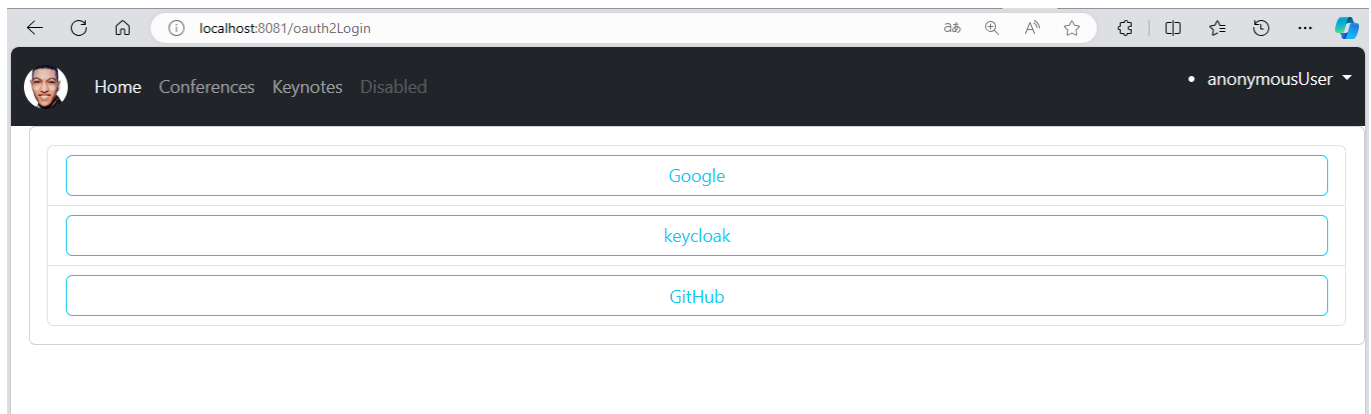 localhost:8081/oauth2Login
Home Conferences Keynotes Disabled
• anonymousUser
Google
keycloak
GitHub